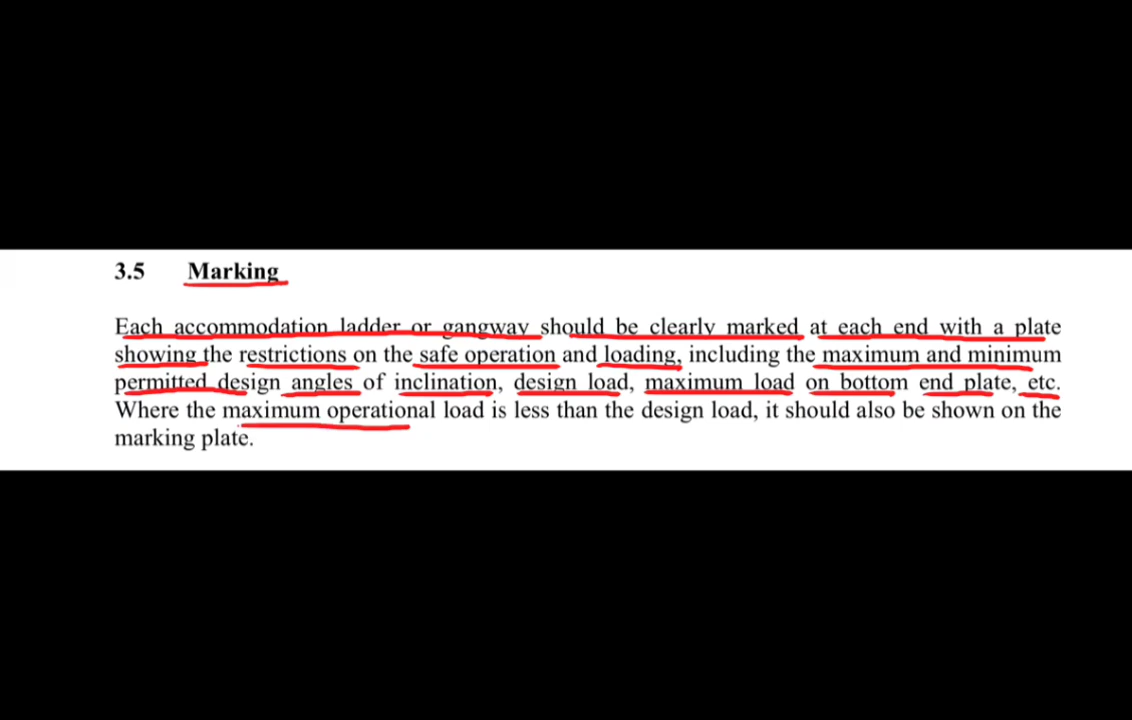 3.5 Marking
Each accommodation ladder or gangway should be clearly marked at each end with a plate
showing the restrictions on the safe operation and loading, including the maximum and minimum
permitted design angles of inclination, design load, maximum load on bottom end plate, etc.
Where the maximum operational load is less than the design load, it should also be shown on the
marking plate.